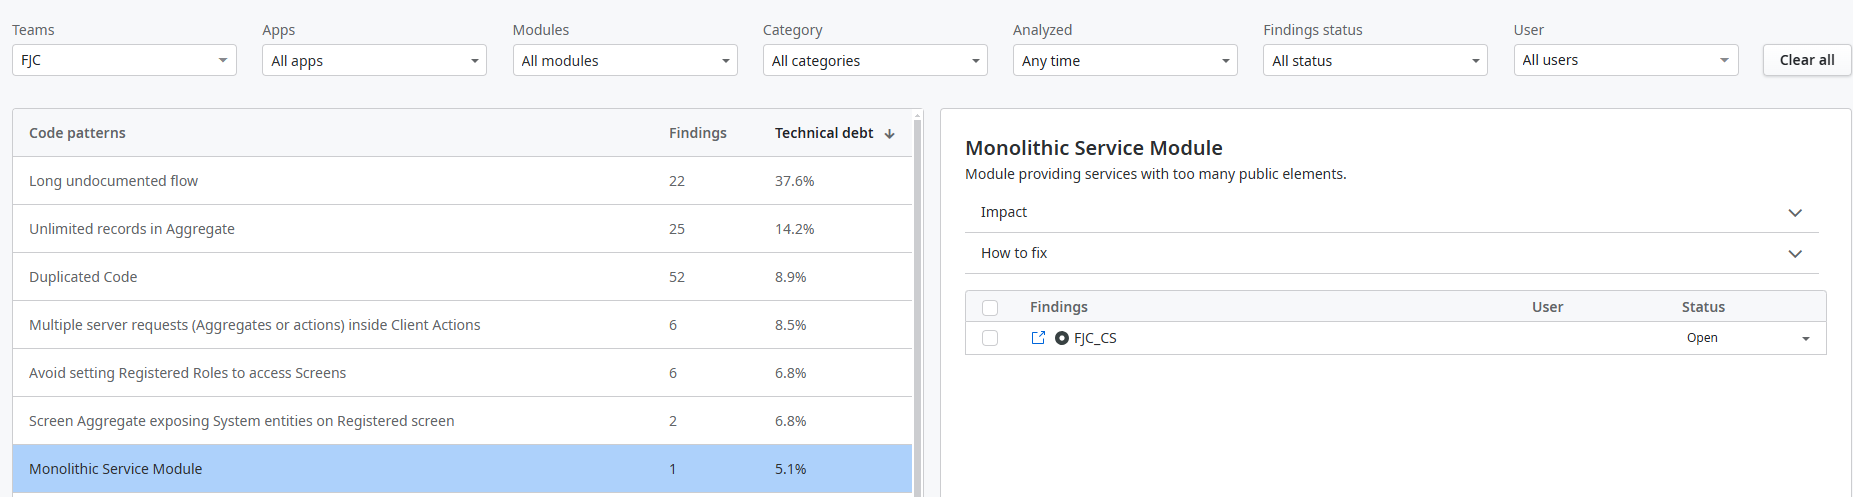 Teams Apps Modules Category Analyzed Findings status User
FJC All apps All modules All categories Any time All status All users Clear all
Code patterns Findings Technical debt
Long undocumented flow 22 37.6%
Unlimited records in Aggregate 25 14.2%
Duplicated Code 52 8.9%
Multiple server requests (Aggregates or actions) inside Client Actions 6 8.5%
Avoid setting Registered Roles to access Screens 6 6.8%
Screen Aggregate exposing System entities on Registered screen 2 6.8%
Monolithic Service Module 1 5.1%
Monolithic Service Module
Module providing services with too many public elements.
Impact
How to fix
Findings User Status
FJC_CS Open